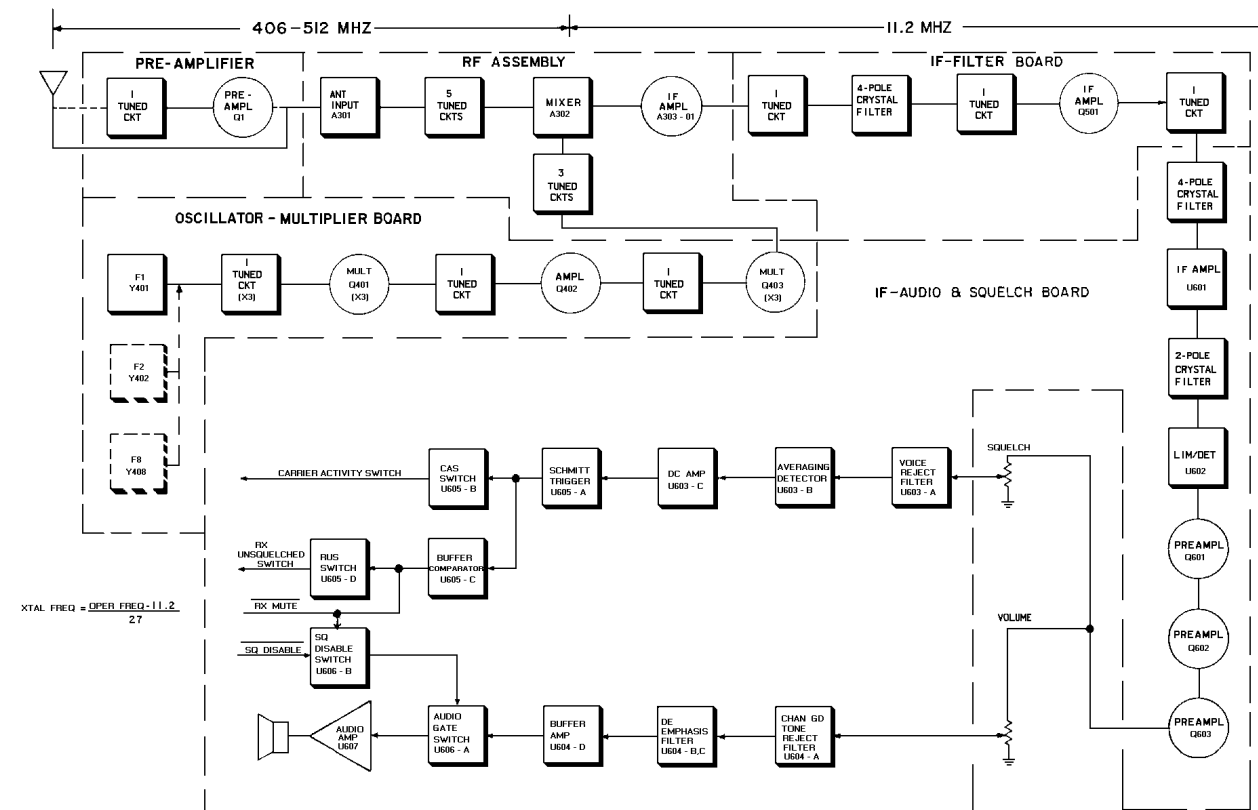 406-512 MHZ
11.2 MHZ
PRE-AMPLIFIER
RF ASSEMBLY
IF-FILTER BOARD
1
TUNED
CKT
PRE-
AMPL
Q1
ANT
INPUT
A301
5
TUNED
CKTS
MIXER
A302
IF
AMPL
A303-01
1
TUNED
CKT
4-POLE
CRYSTAL
FILTER
1
TUNED
CKT
IF
AMPL
Q501
1
TUNED
CKT
3
TUNED
CKTS
4-POLE
CRYSTAL
FILTER
OSCILLATOR - MULTIPLIER BOARD
F1
Y401
1
TUNED
CKT
(X3)
MULT
Q401
(X3)
1
TUNED
CKT
AMPL
Q402
1
TUNED
CKT
MULT
Q403
(X3)
IF-AUDIO & SQUELCH BOARD
IF AMPL
U601
F2
Y402
2-POLE
CRYSTAL
FILTER
F8
Y408
CARRIER ACTIVITY SWITCH
CAS
SWITCH
U605 - B
SCHMITT
TRIGGER
U605 - A
DC AMP
U603 - C
AVERAGING
DETECTOR
U603 - B
VOICE
REJECT
FILTER
U603 - A
SQUELCH
LIM/DET
U602
RX
UNSQUELCHED
SWITCH
RUS
SWITCH
U605 - D
BUFFER
COMPARATOR
U605 - C
PREAMPL
Q601
XTAL FREQ = OPER FREQ-11.2
27
RX MUTE
SQ DISABLE
SQ
DISABLE
SWITCH
U606 - B
VOLUME
PREAMPL
Q602
AUDIO
AMP
U607
AUDIO
GATE
SWITCH
U606 - A
BUFFER
AMP
U604 - D
DE
EMPHASIS
FILTER
U604 - B,C
CHAN GD
TONE
REJECT
FILTER
U604 - A
PREAMPL
Q603